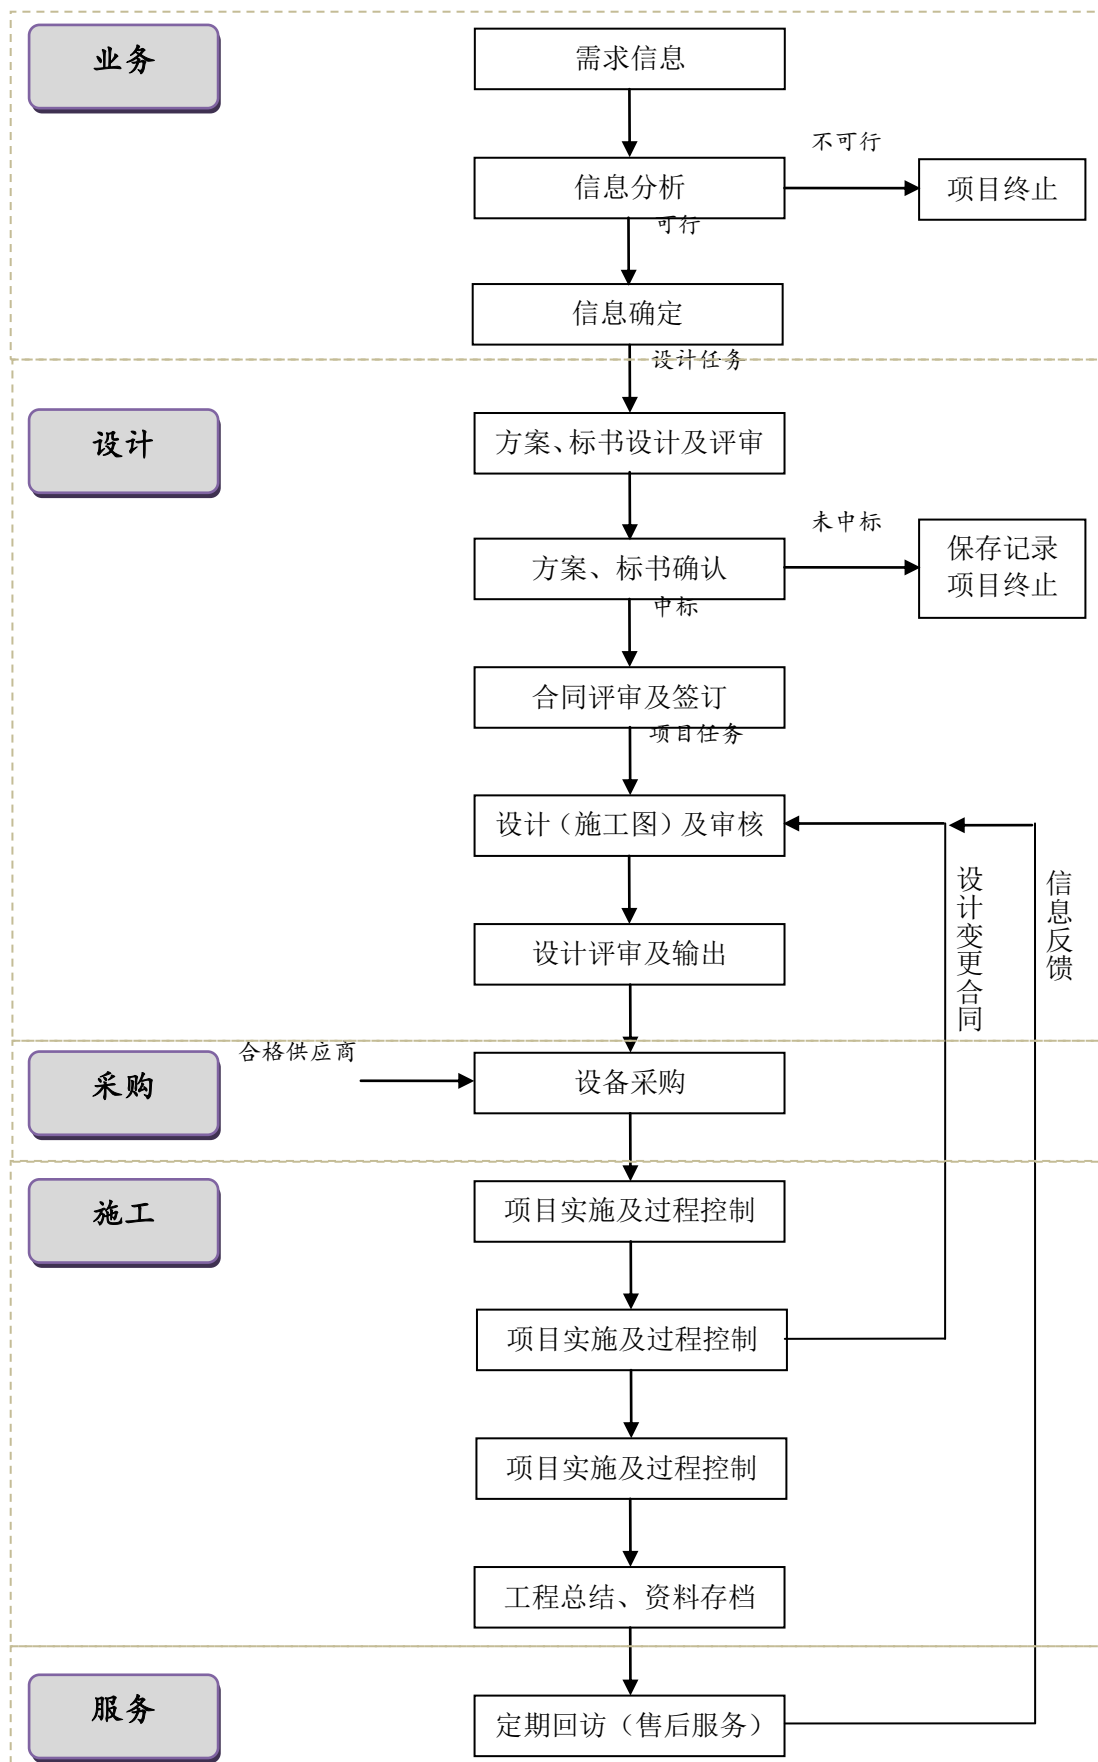 业务
需求信息
不可行
信息分析
项目终止
可行
信息确定
设计任务
设计
方案、标书设计及评审
未中标
方案、标书确认
保存记录
项目终止
中标
合同评审及签订
项目任务
设计（施工图）及审核
设计变更合同
信息反馈
设计评审及输出
采购
合格供应商
设备采购
施工
项目实施及过程控制
项目实施及过程控制
项目实施及过程控制
工程总结、资料存档
服务
定期回访（售后服务）